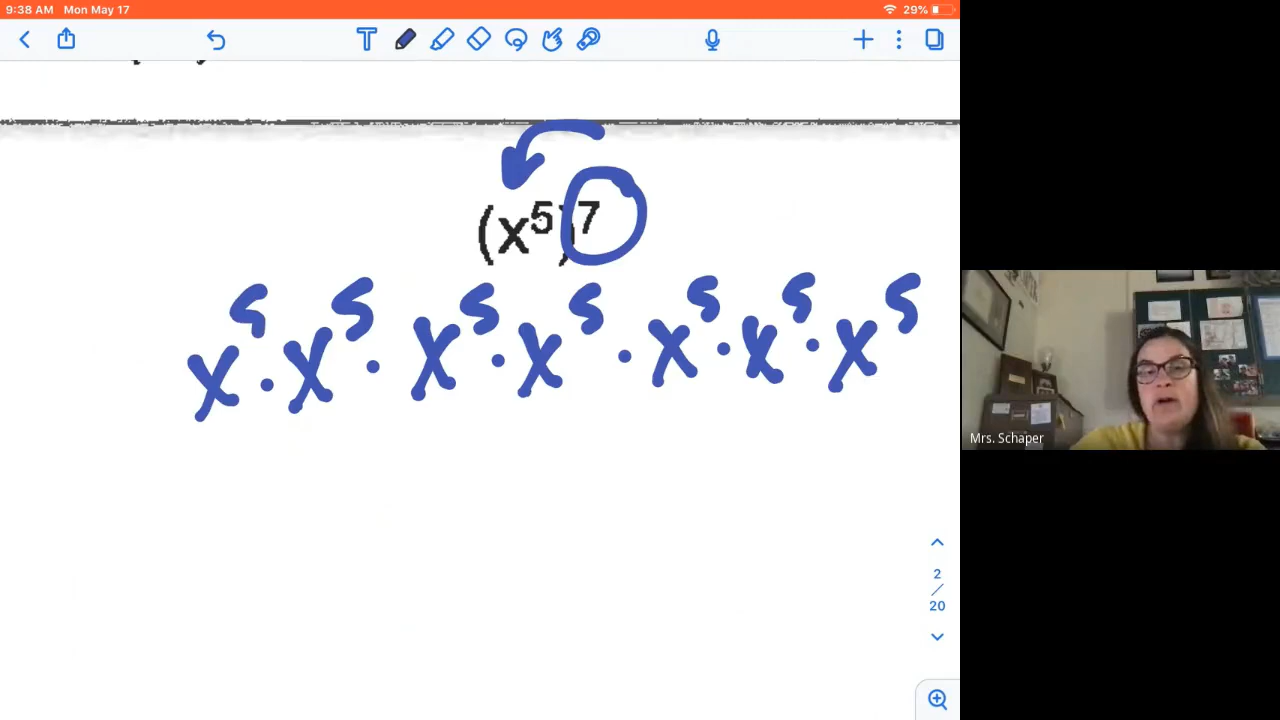 9:38 AM Mon May 17 29%
(x⁵)⁷
x⁵ · x⁵ · x⁵ · x⁵ · x⁵ · x⁵ · x⁵
Mrs. Schaper
2
/
20